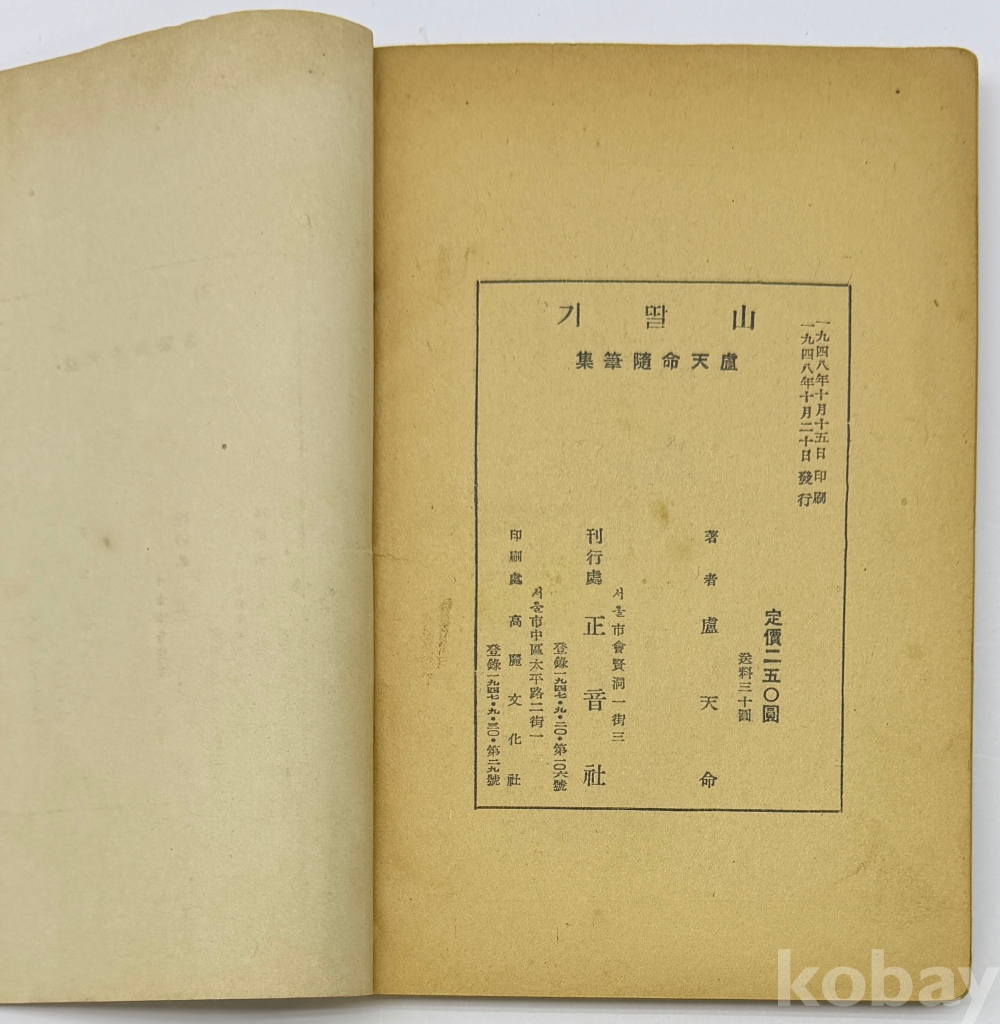 山딸기
盧天命隨筆集
一九四八年十月十五日 印刷
一九四八年十月二十日 發行
定價二五〇圓
送料三十圓
著者 盧天命
서울市會賢洞一街三
刊行處 正音社
登錄一九四七・九・二〇・第一〇六號
서울市中區太平路二街一
印刷處 高麗文化社
登錄一九四七・九・三〇・第二九號
kobay